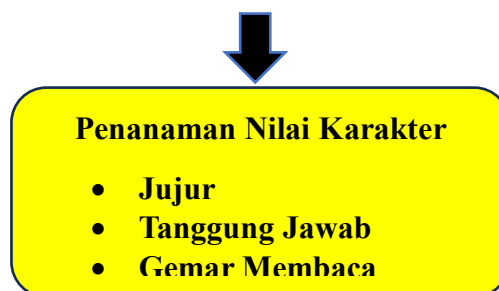 Penanaman Nilai Karakter
• Jujur
• Tanggung Jawab
• Gemar Membaca